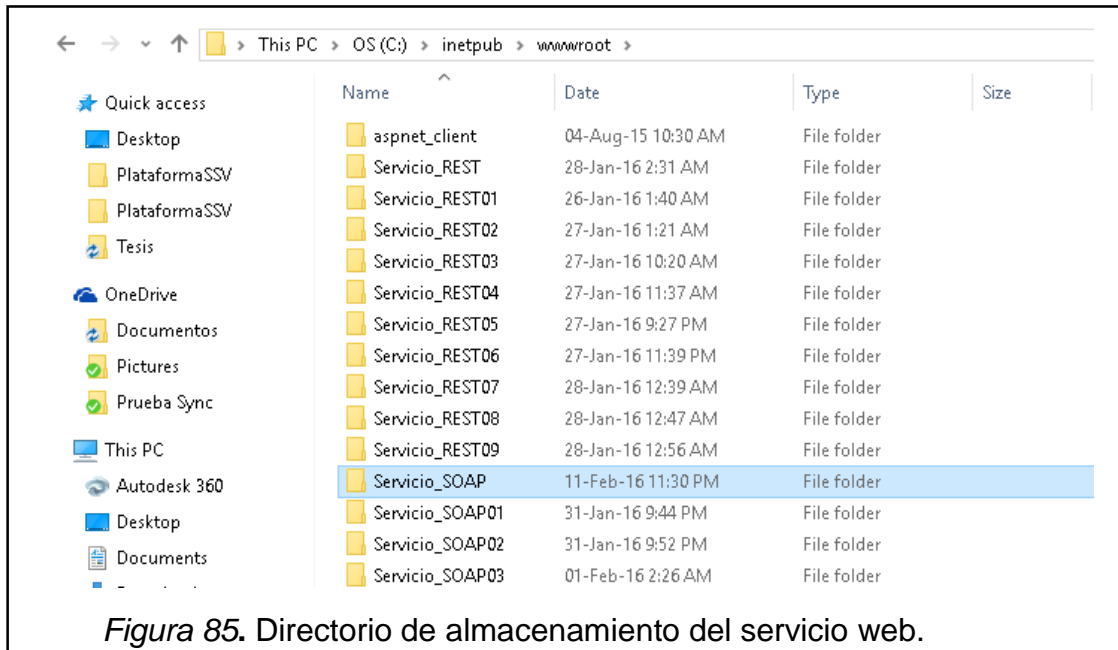 This PC > OS (C:) > inetpub > wwwroot >
Name Date Type Size
Quick access
Desktop
PlataformaSSV
PlataformaSSV
Tesis
OneDrive
Documentos
Pictures
Prueba Sync
This PC
Autodesk 360
Desktop
Documents
aspnet_client 04-Aug-15 10:30 AM File folder
Servicio_REST 28-Jan-16 2:31 AM File folder
Servicio_REST01 26-Jan-16 1:40 AM File folder
Servicio_REST02 27-Jan-16 1:21 AM File folder
Servicio_REST03 27-Jan-16 10:20 AM File folder
Servicio_REST04 27-Jan-16 11:37 AM File folder
Servicio_REST05 27-Jan-16 9:27 PM File folder
Servicio_REST06 27-Jan-16 11:39 PM File folder
Servicio_REST07 28-Jan-16 12:39 AM File folder
Servicio_REST08 28-Jan-16 12:47 AM File folder
Servicio_REST09 28-Jan-16 12:56 AM File folder
Servicio_SOAP 11-Feb-16 11:30 PM File folder
Servicio_SOAP01 31-Jan-16 9:44 PM File folder
Servicio_SOAP02 31-Jan-16 9:52 PM File folder
Servicio_SOAP03 01-Feb-16 2:26 AM File folder
Figura 85. Directorio de almacenamiento del servicio web.